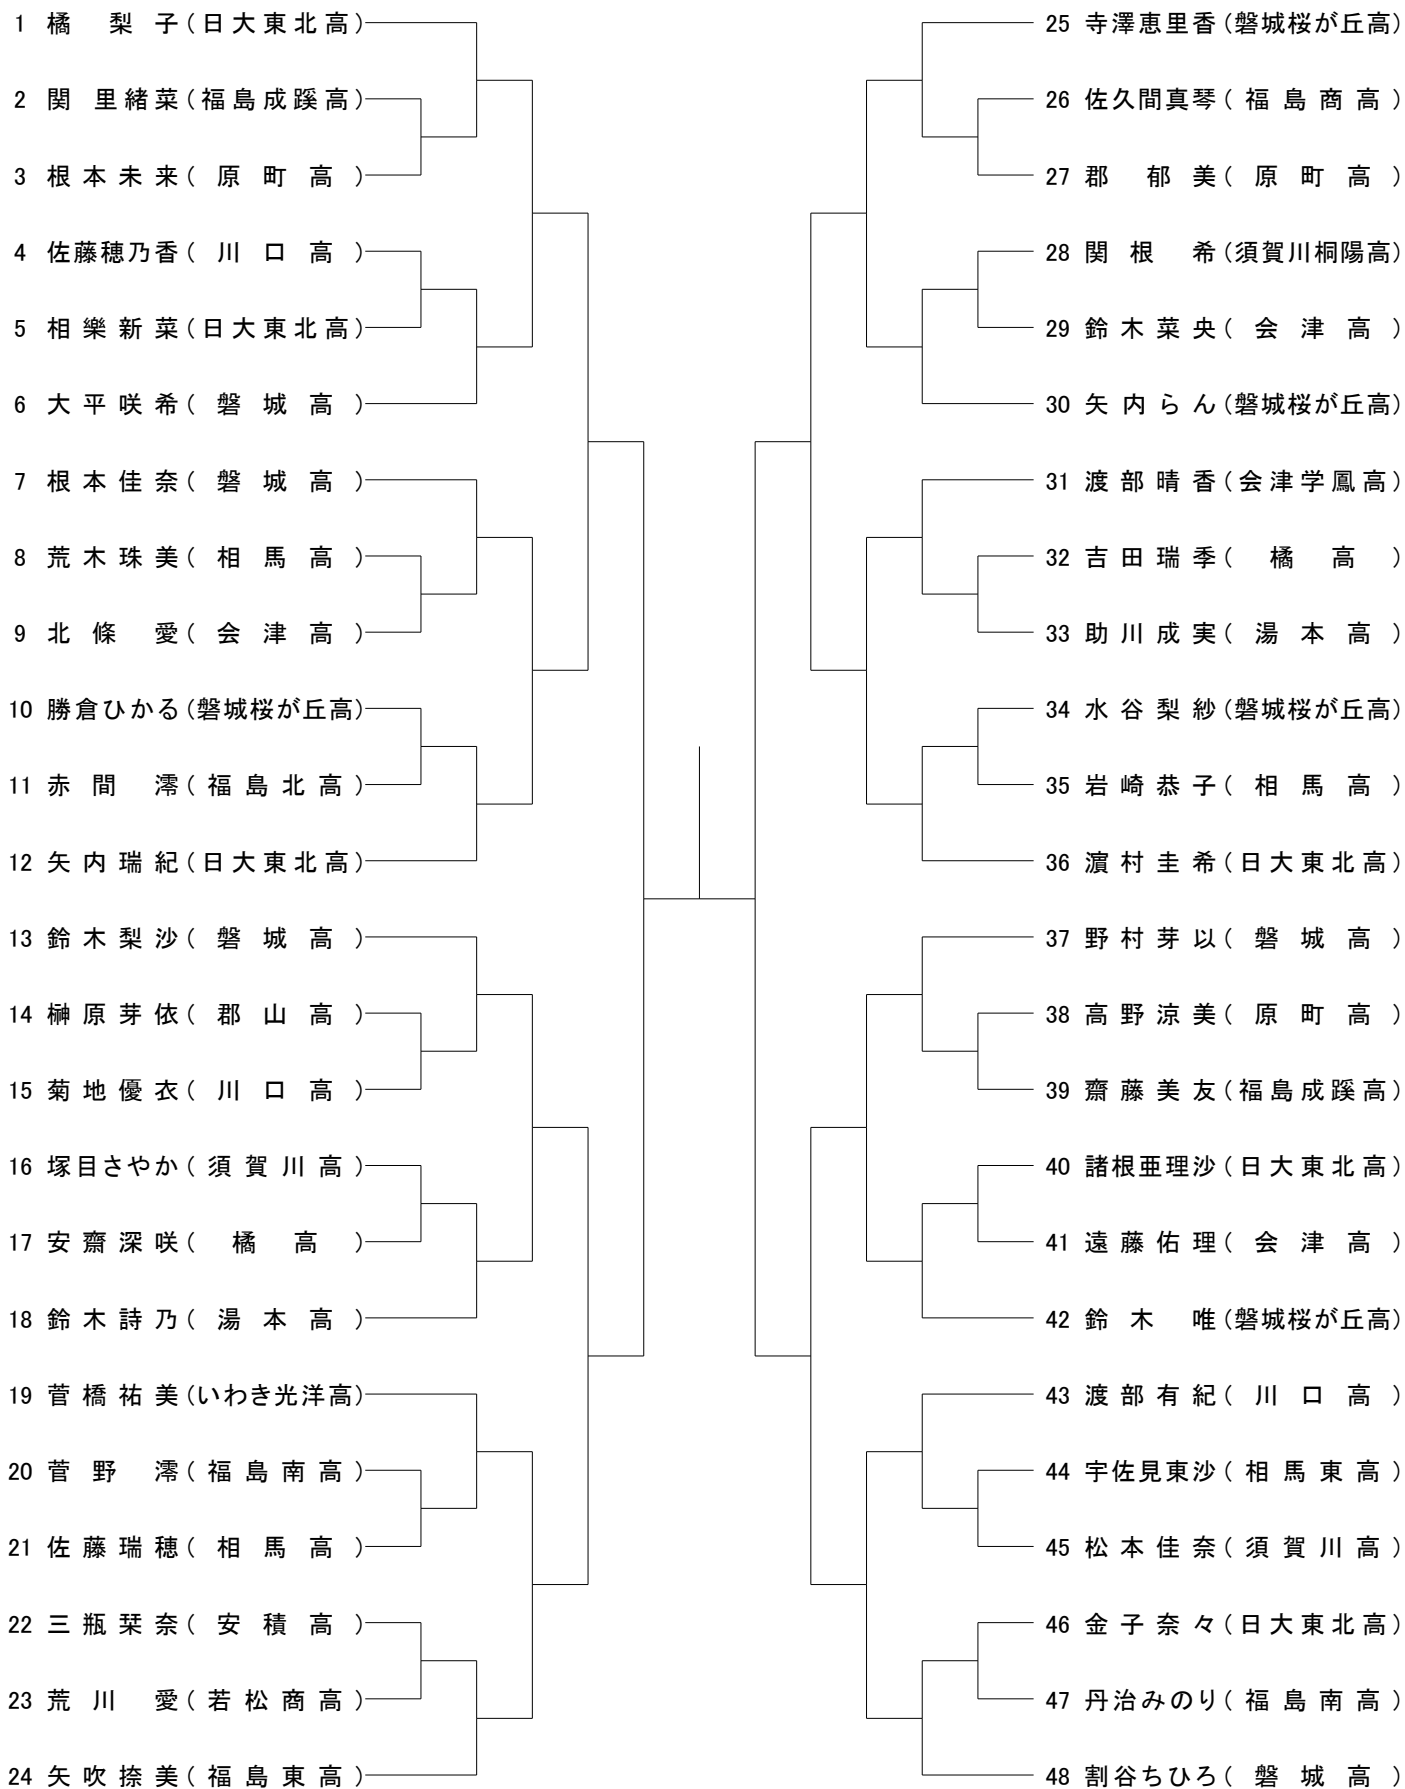 1 橘 梨 子(日大東北高)
2 関 里緒菜(福島成蹊高)
3 根本未来( 原 町 高 )
4 佐藤穂乃香( 川 口 高 )
5 相樂新菜(日大東北高)
6 大平咲希( 磐 城 高 )
7 根本佳奈( 磐 城 高 )
8 荒木珠美( 相 馬 高 )
9 北條 愛( 会 津 高 )
10 勝倉ひかる(磐城桜が丘高)
11 赤間 澪(福島北高)
12 矢内瑞紀(日大東北高)
13 鈴木梨沙( 磐 城 高 )
14 榊原芽依( 郡 山 高 )
15 菊地優衣( 川 口 高 )
16 塚目さやか( 須賀川高 )
17 安齋深咲( 橘 高 )
18 鈴木詩乃( 湯 本 高 )
19 菅橋祐美(いわき光洋高)
20 菅野 澪(福島南高)
21 佐藤瑞穂( 相 馬 高 )
22 三瓶栞奈( 安 積 高 )
23 荒川 愛(若松商高)
24 矢吹捺美(福島東高)
25 寺澤恵里香(磐城桜が丘高)
26 佐久間真琴(福島商高)
27 郡 郁美( 原 町 高 )
28 関根 希(須賀川桐陽高)
29 鈴木菜央( 会 津 高 )
30 矢内らん(磐城桜が丘高)
31 渡部晴香(会津学鳳高)
32 吉田瑞季( 橘 高 )
33 助川成実( 湯 本 高 )
34 水谷梨紗(磐城桜が丘高)
35 岩崎恭子( 相 馬 高 )
36 濵村圭希(日大東北高)
37 野村芽以( 磐 城 高 )
38 高野涼美( 原 町 高 )
39 齋藤美友(福島成蹊高)
40 諸根亜理沙(日大東北高)
41 遠藤佑理( 会 津 高 )
42 鈴木 唯(磐城桜が丘高)
43 渡部有紀( 川 口 高 )
44 宇佐見東沙(相馬東高)
45 松本佳奈( 須賀川高 )
46 金子奈々(日大東北高)
47 丹治みのり(福島南高)
48 割谷ちひろ( 磐 城 高 )